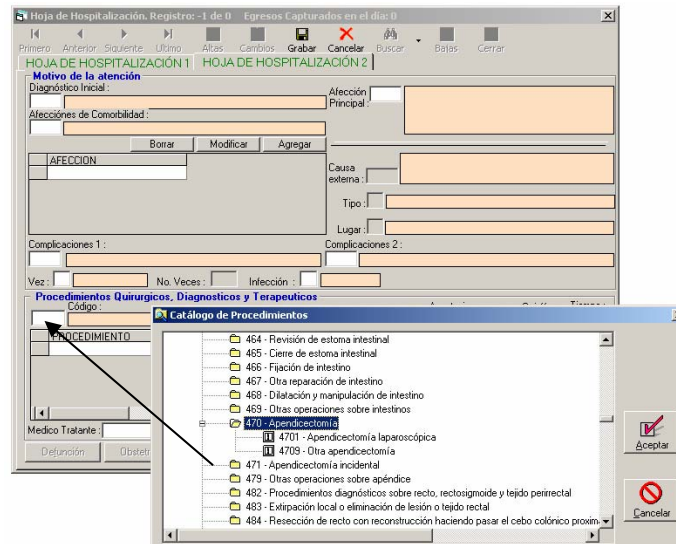 Hoja de Hospitalización. Registro: -1 de 0 Egresos Capturados en el día: 0
Primero Anterior Siguiente Ultimo Altas Cambios Grabar Cancelar Buscar Bajas Cerrar
HOJA DE HOSPITALIZACIÓN 1 HOJA DE HOSPITALIZACIÓN 2
Motivo de la atención
Diagnóstico Inicial :
Afección Principal :
Afecciónes de Comorbilidad :
Borrar Modificar Agregar
AFECCION
Causa externa :
Tipo :
Lugar :
Complicaciones 1 : Complicaciones 2 :
Vez : No. Veces : Infección :
Procedimientos Quirurgicos, Diagnosticos y Terapeuticos
Código :
Tiempo :
PROCEDIMIENTO
Medico Tratante :
Defunción Obstetr
Catálogo de Procedimientos
464 - Revisión de estoma intestinal
465 - Cierre de estoma intestinal
466 - Fijación de intestino
467 - Otra reparación de intestino
468 - Dilatación y manipulación de intestino
469 - Otras operaciones sobre intestinos
470 - Apendicectomía
4701 - Apendicectomía laparoscópica
4709 - Otra apendicectomía
471 - Apendicectomía incidental
479 - Otras operaciones sobre apéndice
482 - Procedimientos diagnósticos sobre recto, rectosigmoide y tejido perirrectal
483 - Extirpación local o eliminación de lesión o tejido rectal
484 - Resección de recto con reconstrucción haciendo pasar el cebo colónico proxim
Aceptar
Cancelar